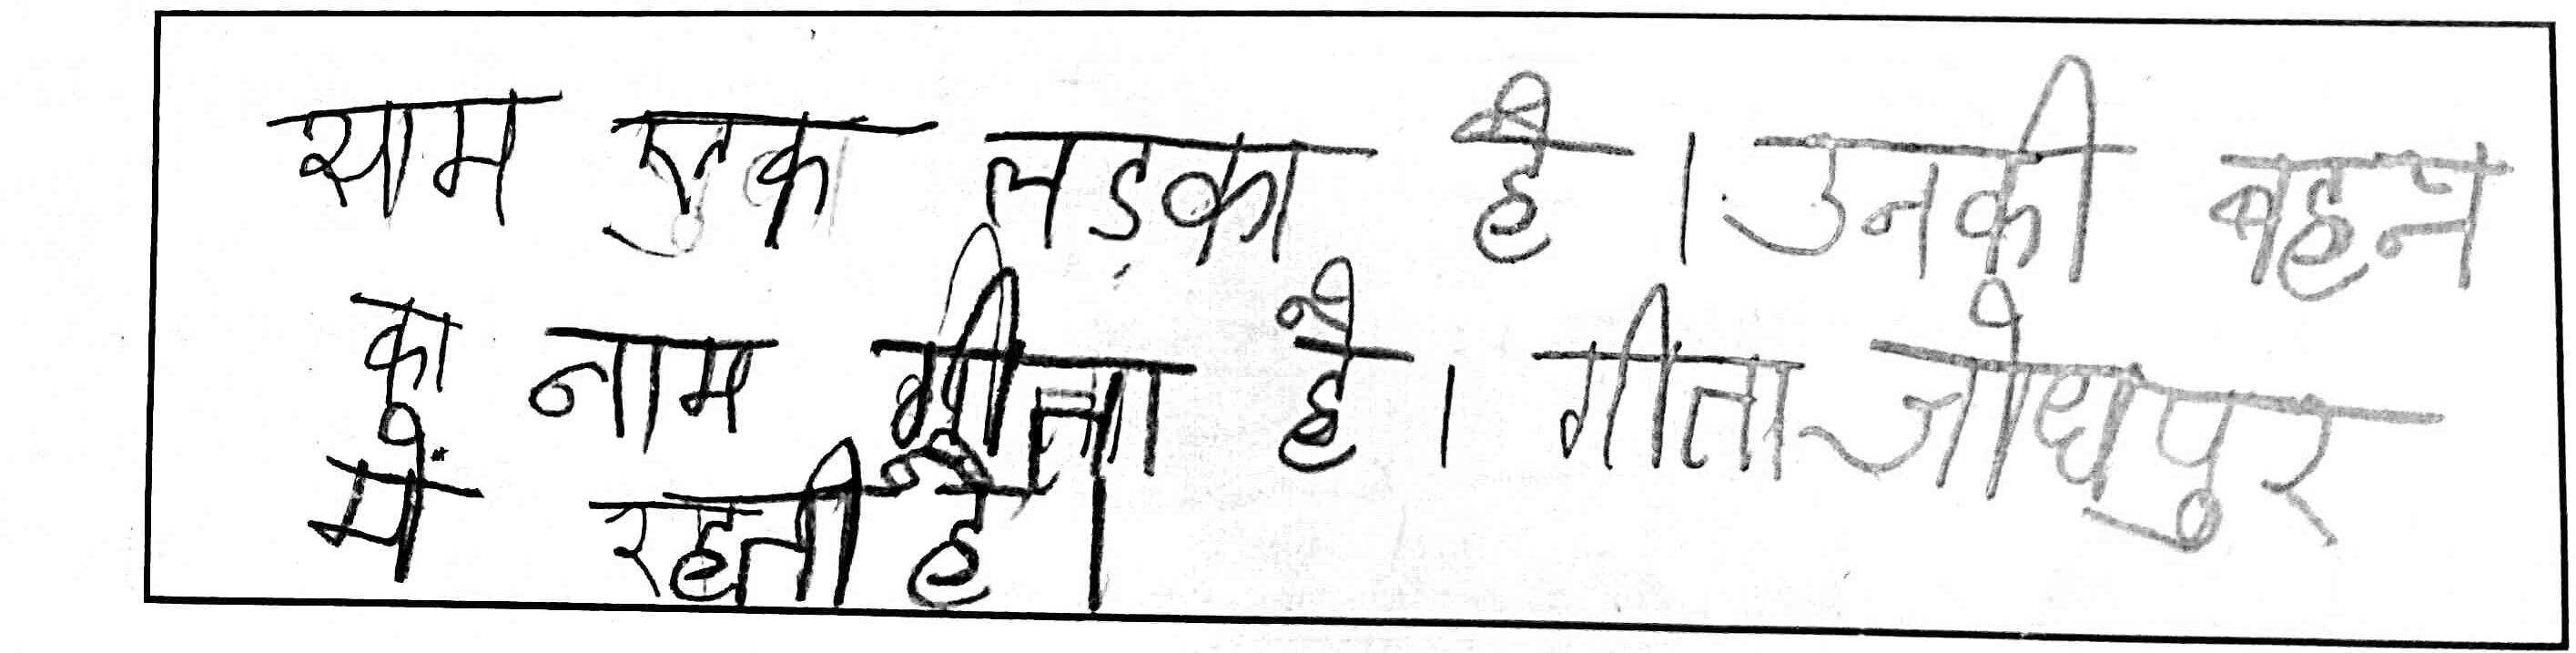 साम एक लड़का है। उनकी बहन
का नाम गीता है। गीता जोधपुर
में रहती है।